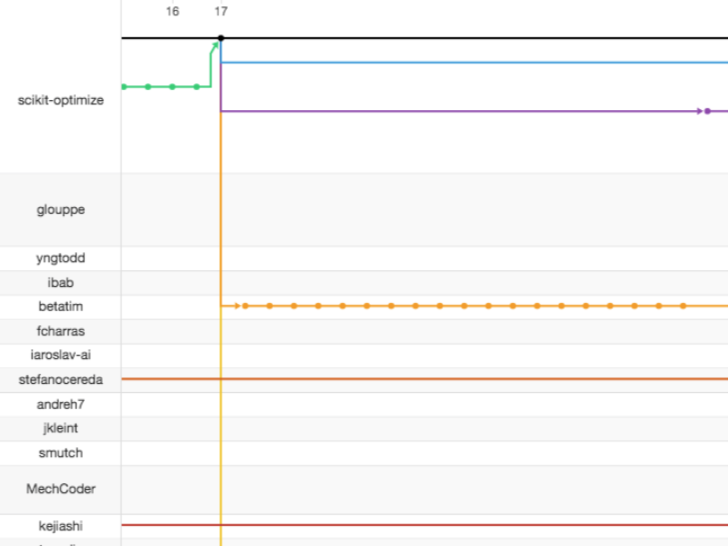 16 17
scikit-optimize
glouppe
yngtodd
ibab
betatim
fcharras
iaroslav-ai
stefanocereda
andreh7
jkleint
smutch
MechCoder
kejiashi